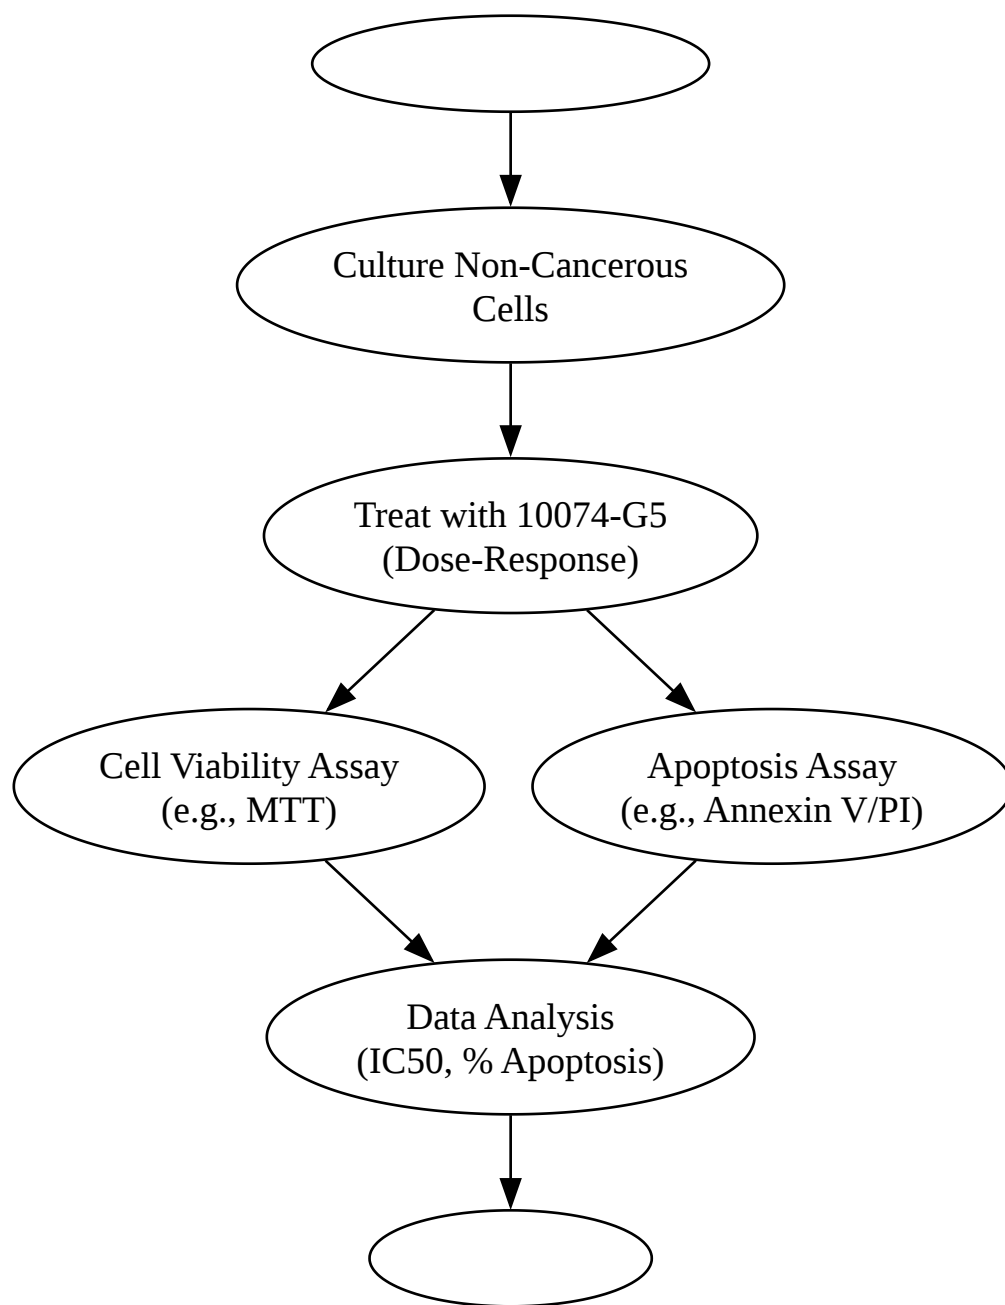 Culture Non-Cancerous
Cells
Treat with 10074-G5
(Dose-Response)
Cell Viability Assay
(e.g., MTT)
Apoptosis Assay
(e.g., Annexin V/PI)
Data Analysis
(IC50, % Apoptosis)